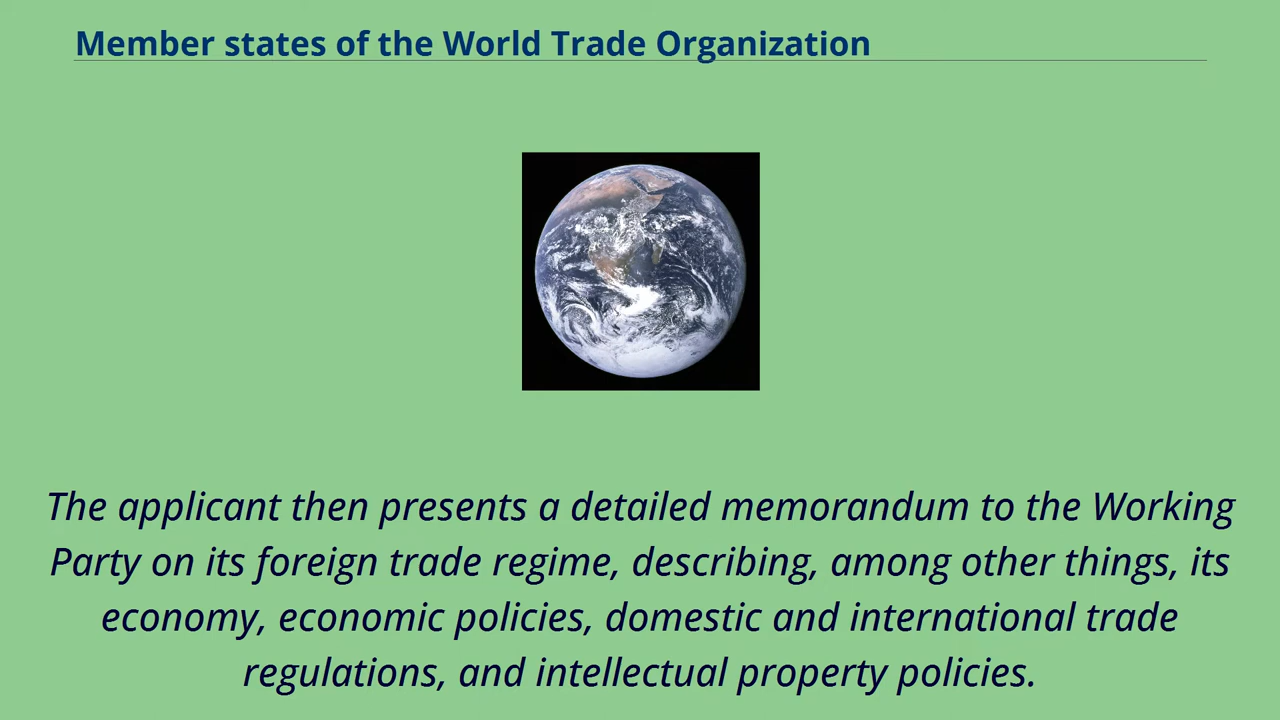 Member states of the World Trade Organization
The applicant then presents a detailed memorandum to the Working
Party on its foreign trade regime, describing, among other things, its
economy, economic policies, domestic and international trade
regulations, and intellectual property policies.